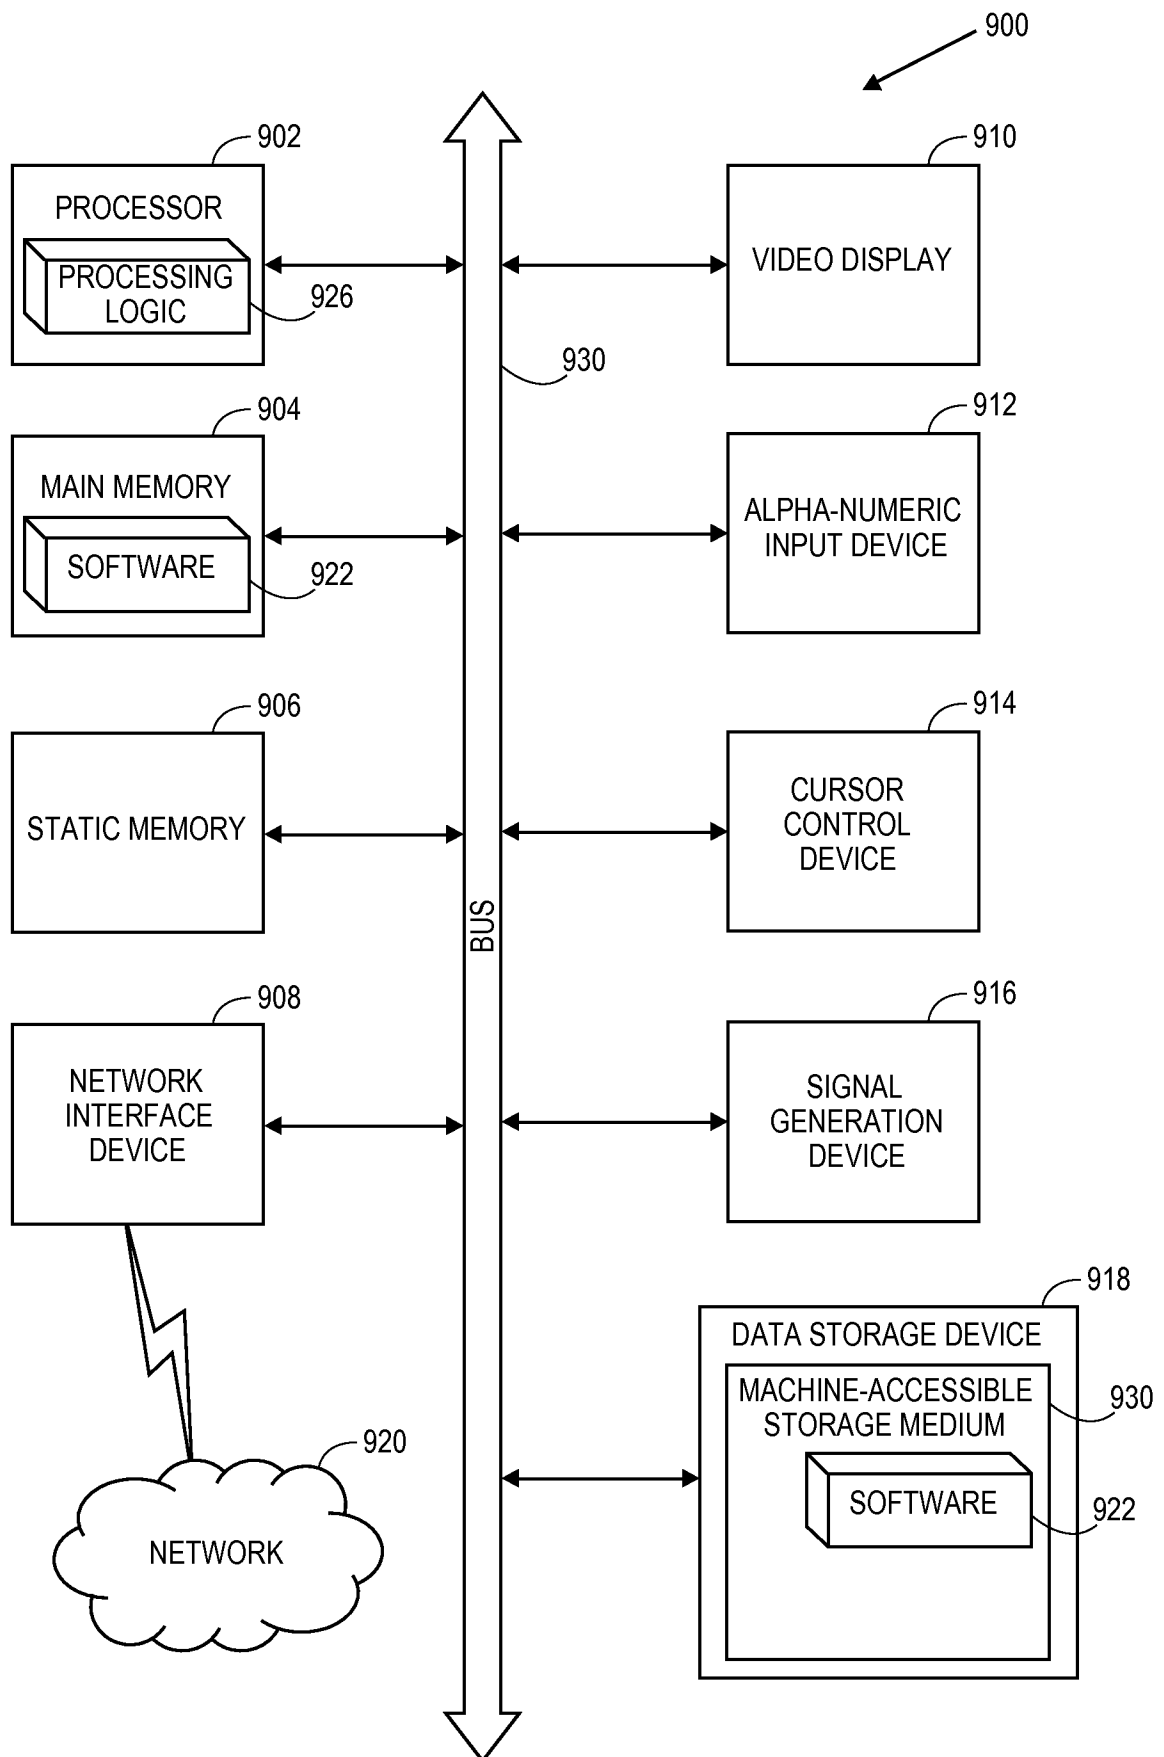 900
902
PROCESSOR
PROCESSING
LOGIC
926
910
VIDEO DISPLAY
930
904
MAIN MEMORY
SOFTWARE
922
912
ALPHA-NUMERIC
INPUT DEVICE
906
STATIC MEMORY
914
CURSOR
CONTROL
DEVICE
BUS
908
NETWORK
INTERFACE
DEVICE
916
SIGNAL
GENERATION
DEVICE
918
DATA STORAGE DEVICE
MACHINE-ACCESSIBLE
STORAGE MEDIUM
930
SOFTWARE
922
920
NETWORK